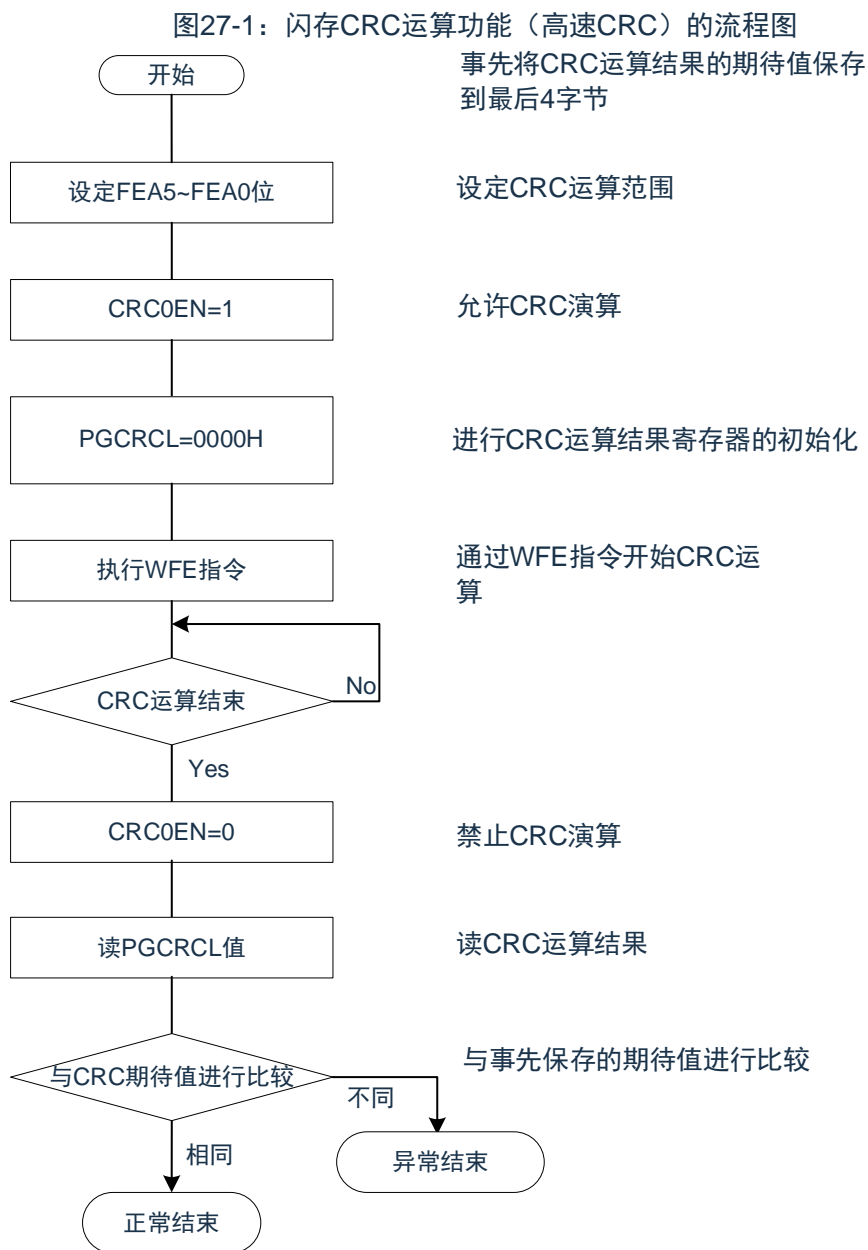 图27-1：闪存CRC运算功能（高速CRC）的流程图
开始
事先将CRC运算结果的期待值保存
到最后4字节
设定FEA5~FEA0位
设定CRC运算范围
CRC0EN=1
允许CRC演算
PGCRCL=0000H
进行CRC运算结果寄存器的初始化
执行WFE指令
通过WFE指令开始CRC运
算
CRC运算结束
No
Yes
CRC0EN=0
禁止CRC演算
读PGCRCL值
读CRC运算结果
与CRC期待值进行比较
与事先保存的期待值进行比较
不同
相同
异常结束
正常结束